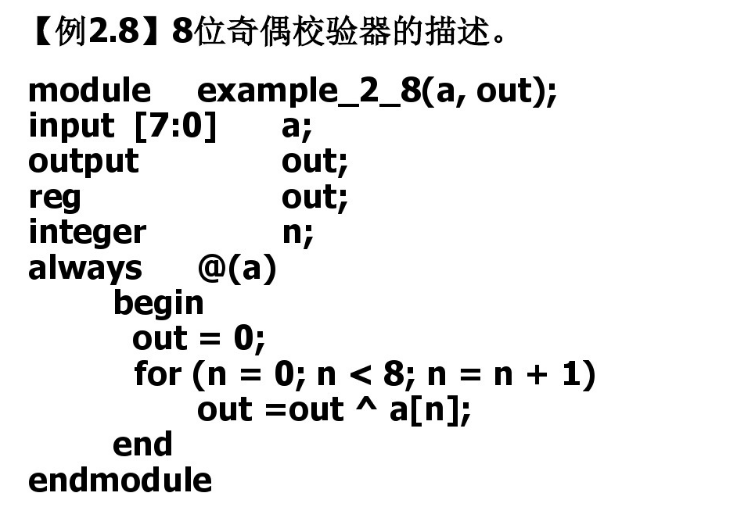 【例2.8】8位奇偶校验器的描述。
module example_2_8(a, out);
input [7:0] a;
output out;
reg out;
integer n;
always @(a)
begin
out = 0;
for (n = 0; n < 8; n = n + 1)
out =out ^ a[n];
end
endmodule